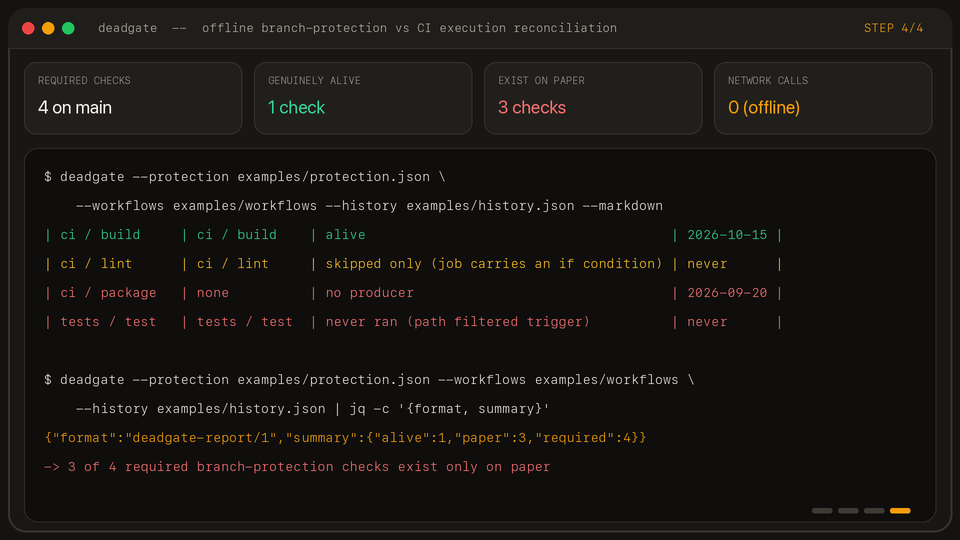 deadgate -- offline branch-protection vs CI execution reconciliation
STEP 4/4
REQUIRED CHECKS
4 on main
GENUINELY ALIVE
1 check
EXIST ON PAPER
3 checks
NETWORK CALLS
0 (offline)
$ deadgate --protection examples/protection.json \
--workflows examples/workflows --history examples/history.json --markdown
| ci / build | ci / build | alive | 2026-10-15 |
| ci / lint | ci / lint | skipped only (job carries an if condition) | never |
| ci / package | none | no producer | 2026-09-20 |
| tests / test | tests / test | never ran (path filtered trigger) | never |
$ deadgate --protection examples/protection.json --workflows examples/workflows \
--history examples/history.json | jq -c '{format, summary}'
{"format":"deadgate-report/1","summary":{"alive":1,"paper":3,"required":4}}
-> 3 of 4 required branch-protection checks exist only on paper